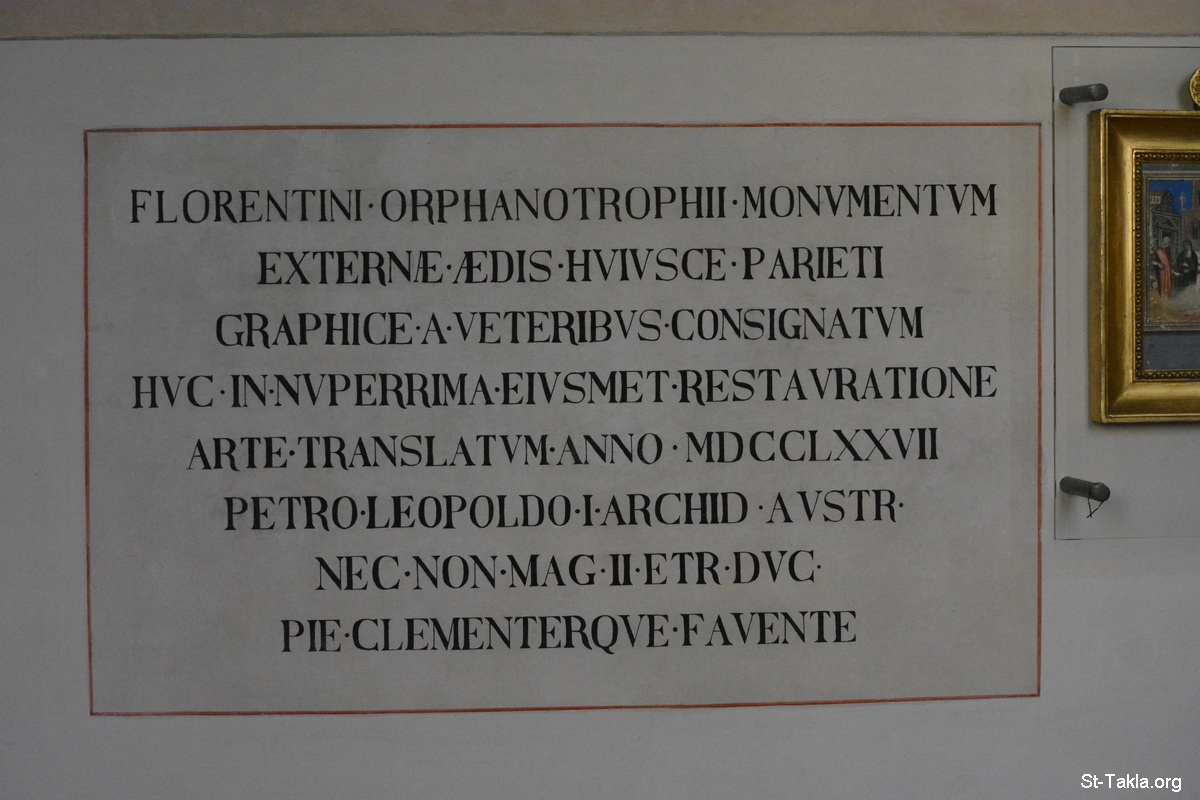 FLORENTINI·ORPHANOTROPHII·MONVMENTVM
EXTERNÆ·ÆDIS·HVIVSCE·PARIETI
GRAPHICE·A·VETERIBVS·CONSIGNATVM
HVC·IN·NVPERRIMA·EIVSMET·RESTAVRATIONE
ARTE·TRANSLATVM·ANNO·MDCCLXXVII
PETRO·LEOPOLDO·I·ARCHID·AVSTR·
NEC·NON·MAG·II·ETR·DVC·
PIE·CLEMENTERQVE·FAVENTE
St-Takla.org